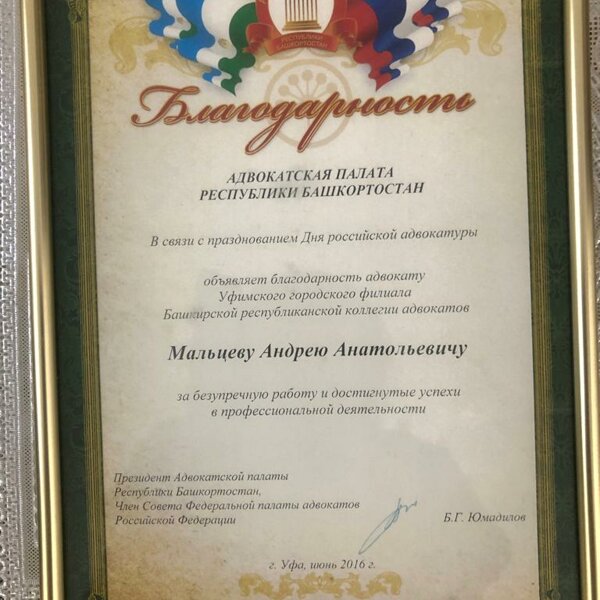 РЕСПУБЛИКИ
БАШКОРТОСТАН
Благодарность
АДВОКАТСКАЯ ПАЛАТА
РЕСПУБЛИКИ БАШКОРТОСТАН
В связи с празднованием Дня российской адвокатуры
объявляет благодарность адвокату
Уфимского городского филиала
Башкирской республиканской коллегии адвокатов
Мальцеву Андрею Анатольевичу
за безупречную работу и достигнутые успехи
в профессиональной деятельности
Президент Адвокатской палаты
Республики Башкортостан,
Член Совета Федеральной палаты адвокатов
Российской Федерации
Б.Г. Юмадилов
г. Уфа, июнь 2016 г.